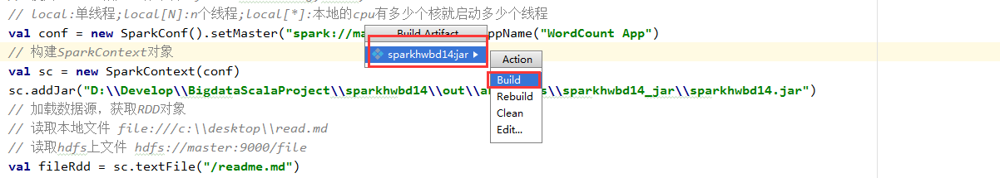 // local:单线程;local[N]:n个线程;local[*]:本地的cpu有多少个核就启动多少个线程
val conf = new SparkConf().setMaster("spark://ma
Build Artifact
ppName("WordCount App")
// 构建SparkContext对象
sparkhwbd14:jar
Action
val sc = new SparkContext(conf)
Build
sc.addJar("D:\\Develop\\BigdataScalaProject\\sparkhwbd14\\out\\a
s\\sparkhwbd14_jar\\sparkhwbd14.jar")
Rebuild
// 加载数据源，获取RDD对象
Clean
// 读取本地文件 file:///c:\\desktop\\read.md
Edit...
// 读取hdfs上文件 hdfs://master:9000/file
val fileRdd = sc.textFile("/readme.md")